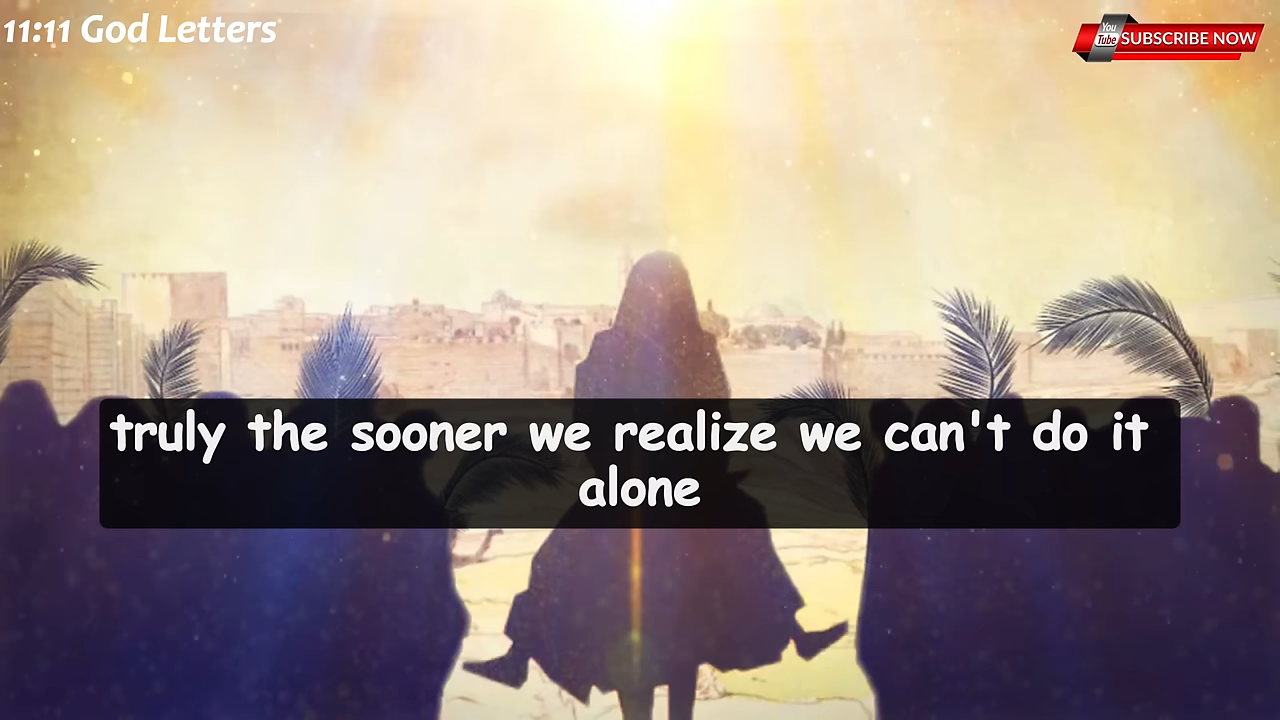 11:11 God Letters
You
Tube
SUBSCRIBE NOW
truly the sooner we realize we can't do it
alone